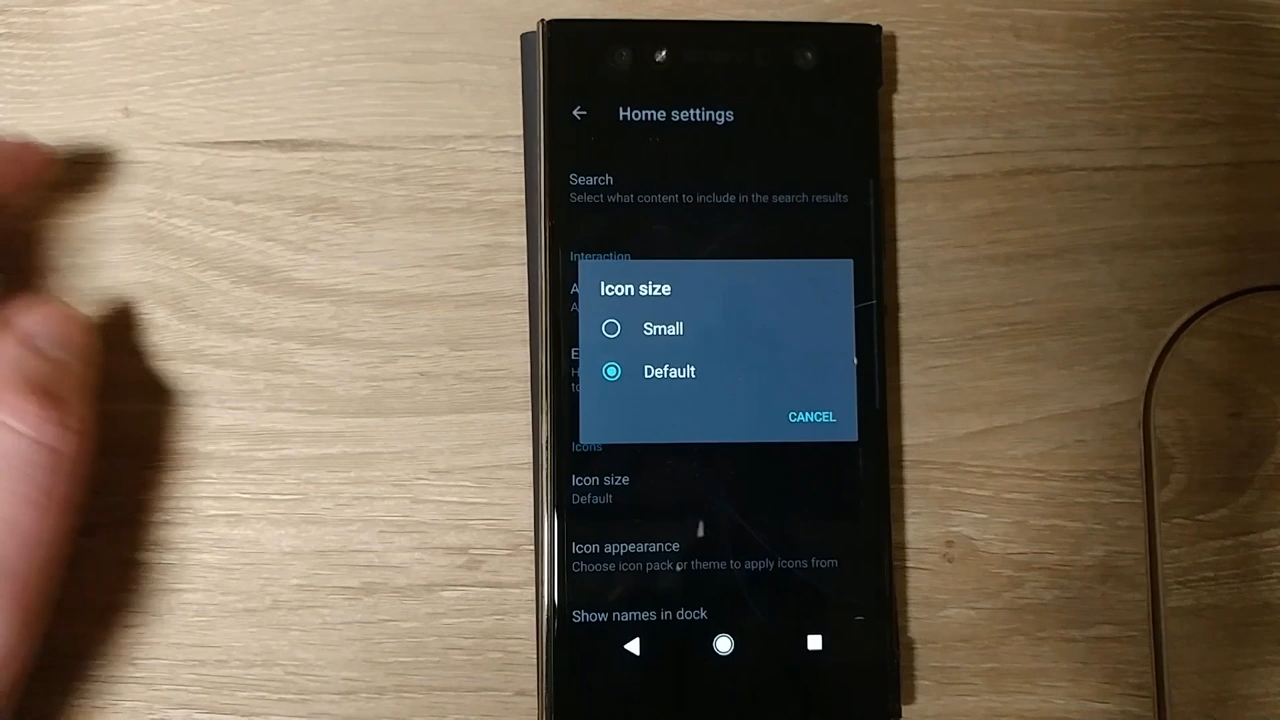 Home settings
Search
Select what content to include in the search results
Interaction
Icon size
Small
Default
CANCEL
Icons
Icon size
Default
Icon appearance
Choose icon pack or theme to apply icons from
Show names in dock